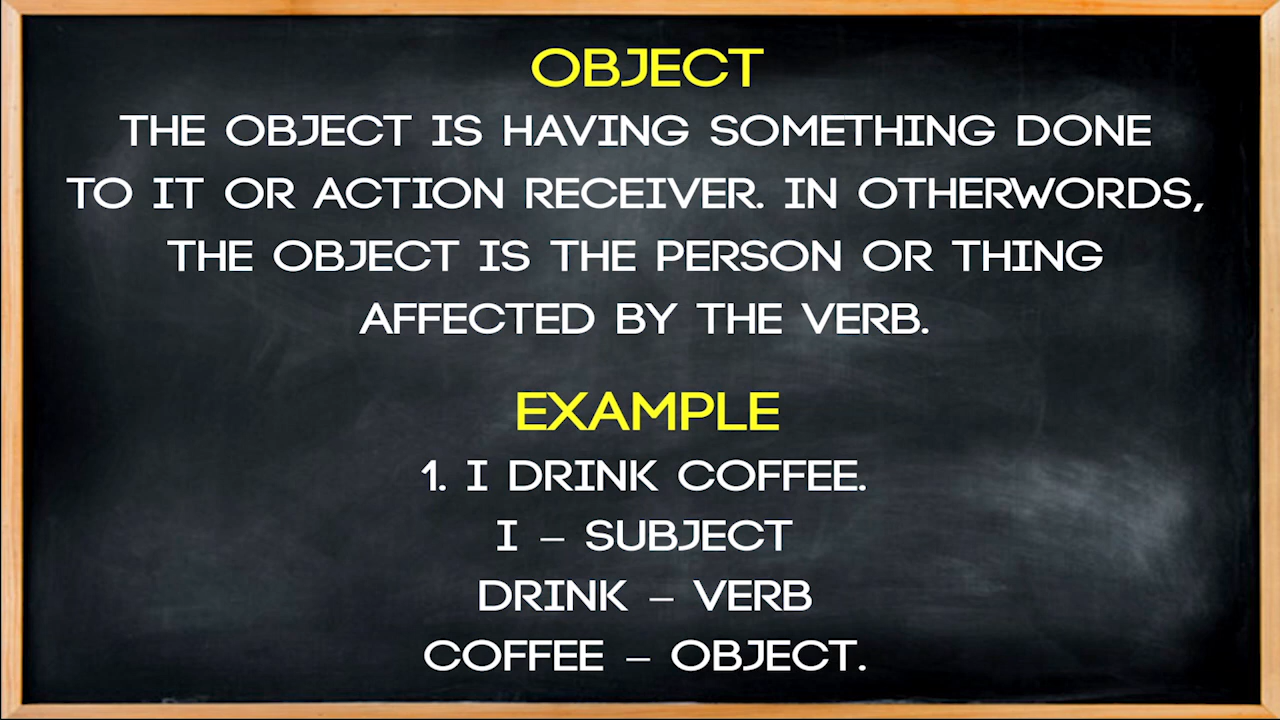 OBJECT
THE OBJECT IS HAVING SOMETHING DONE
TO IT OR ACTION RECEIVER. IN OTHERWORDS,
THE OBJECT IS THE PERSON OR THING
AFFECTED BY THE VERB.
EXAMPLE
1. I DRINK COFFEE.
I – SUBJECT
DRINK – VERB
COFFEE – OBJECT.